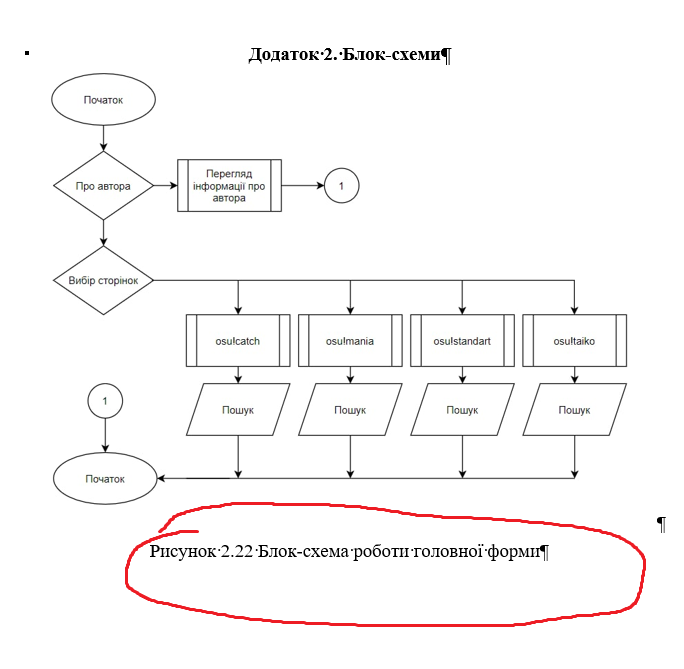 Додаток·2.·Блок-схеми¶
Початок
Про автора
Перегляд
інформації про
автора
1
Вибір сторінок
osu!catch
osu!mania
osu!standart
osu!taiko
Пошук
Пошук
Пошук
Пошук
1
Початок
¶
Рисунок·2.22·Блок-схема·роботи·головної·форми¶